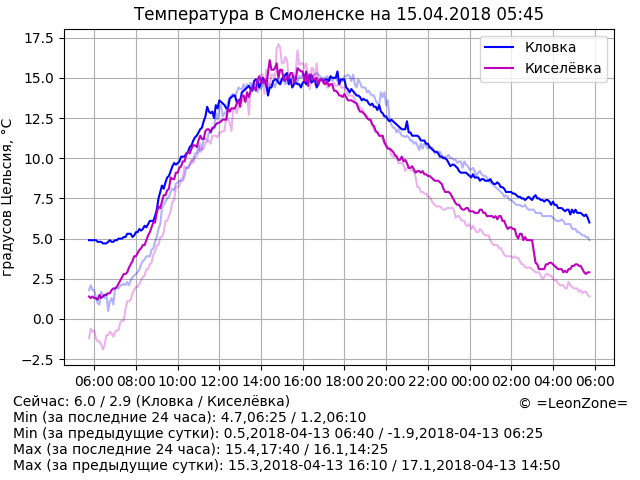 Температура в Смоленске на 15.04.2018 05:45
17.5
15.0
12.5
10.0
7.5
5.0
2.5
0.0
−2.5
градусов Цельсия, °C
Кловка
Киселёвка
06:00 08:00 10:00 12:00 14:00 16:00 18:00 20:00 22:00 00:00 02:00 04:00 06:00
Сейчас: 6.0 / 2.9 (Кловка / Киселёвка)
© =LeonZone=
Min (за последние 24 часа): 4.7,06:25 / 1.2,06:10
Min (за предыдущие сутки): 0.5,2018-04-13 06:40 / -1.9,2018-04-13 06:25
Max (за последние 24 часа): 15.4,17:40 / 16.1,14:25
Max (за предыдущие сутки): 15.3,2018-04-13 16:10 / 17.1,2018-04-13 14:50